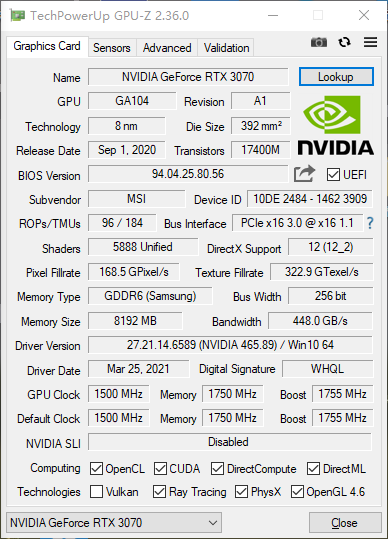 TechPowerUp GPU-Z 2.36.0
Graphics Card Sensors Advanced Validation
Name NVIDIA GeForce RTX 3070 Lookup
GPU GA104 Revision A1
Technology 8 nm Die Size 392 mm²
Release Date Sep 1, 2020 Transistors 17400M
NVIDIA
BIOS Version 94.04.25.80.56 UEFI
Subvendor MSI Device ID 10DE 2484 - 1462 3909
ROPs/TMUs 96 / 184 Bus Interface PCIe x16 3.0 @ x16 1.1 ?
Shaders 5888 Unified DirectX Support 12 (12_2)
Pixel Fillrate 168.5 GPixel/s Texture Fillrate 322.9 GTexel/s
Memory Type GDDR6 (Samsung) Bus Width 256 bit
Memory Size 8192 MB Bandwidth 448.0 GB/s
Driver Version 27.21.14.6589 (NVIDIA 465.89) / Win10 64
Driver Date Mar 25, 2021 Digital Signature WHQL
GPU Clock 1500 MHz Memory 1750 MHz Boost 1755 MHz
Default Clock 1500 MHz Memory 1750 MHz Boost 1755 MHz
NVIDIA SLI Disabled
Computing OpenCL CUDA DirectCompute DirectML
Technologies Vulkan Ray Tracing PhysX OpenGL 4.6
NVIDIA GeForce RTX 3070 Close